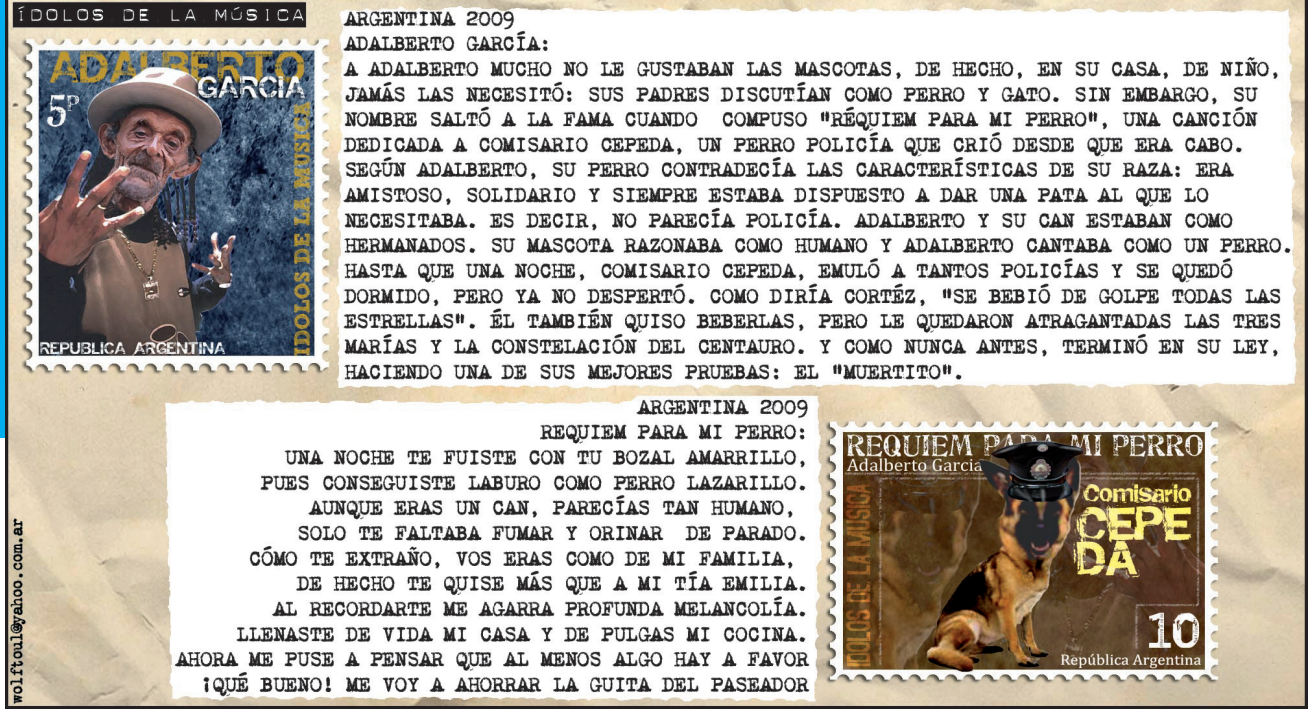 ÍDOLOS DE LA MÚSICA
ADALBERTO
GARCIA
5P
IDOLOS DE LA MUSICA
REPUBLICA ARGENTINA
ARGENTINA 2009
ADALBERTO GARCÍA:
A ADALBERTO MUCHO NO LE GUSTABAN LAS MASCOTAS, DE HECHO, EN SU CASA, DE NIÑO,
JAMÁS LAS NECESITÓ: SUS PADRES DISCUTÍAN COMO PERRO Y GATO. SIN EMBARGO, SU
NOMBRE SALTÓ A LA FAMA CUANDO COMPUSO "RÉQUIEM PARA MI PERRO", UNA CANCIÓN
DEDICADA A COMISARIO CEPEDA, UN PERRO POLICÍA QUE CRIÓ DESDE QUE ERA CABO.
SEGÚN ADALBERTO, SU PERRO CONTRADECÍA LAS CARACTERÍSTICAS DE SU RAZA: ERA
AMISTOSO, SOLIDARIO Y SIEMPRE ESTABA DISPUESTO A DAR UNA PATA AL QUE LO
NECESITABA. ES DECIR, NO PARECÍA POLICÍA. ADALBERTO Y SU CAN ESTABAN COMO
HERMANADOS. SU MASCOTA RAZONABA COMO HUMANO Y ADALBERTO CANTABA COMO UN PERRO.
HASTA QUE UNA NOCHE, COMISARIO CEPEDA, EMULÓ A TANTOS POLICÍAS Y SE QUEDÓ
DORMIDO, PERO YA NO DESPERTÓ. COMO DIRÍA CORTÉZ, "SE BEBIÓ DE GOLPE TODAS LAS
ESTRELLAS". ÉL TAMBIÉN QUISO BEBERLAS, PERO LE QUEDARON ATRAGANTADAS LAS TRES
MARÍAS Y LA CONSTELACIÓN DEL CENTAURO. Y COMO NUNCA ANTES, TERMINÓ EN SU LEY,
HACIENDO UNA DE SUS MEJORES PRUEBAS: EL "MUERTITO".
ARGENTINA 2009
REQUIEM PARA MI PERRO:
UNA NOCHE TE FUISTE CON TU BOZAL AMARRILLO,
PUES CONSEGUISTE LABURO COMO PERRO LAZARILLO.
AUNQUE ERAS UN CAN, PARECÍAS TAN HUMANO,
SOLO TE FALTABA FUMAR Y ORINAR DE PARADO.
CÓMO TE EXTRAÑO, VOS ERAS COMO DE MI FAMILIA,
DE HECHO TE QUISE MÁS QUE A MI TÍA EMILIA.
AL RECORDARTE ME AGARRA PROFUNDA MELANCOLÍA.
LLENASTE DE VIDA MI CASA Y DE PULGAS MI COCINA.
AHORA ME PUSE A PENSAR QUE AL MENOS ALGO HAY A FAVOR
¡QUÉ BUENO! ME VOY A AHORRAR LA GUITA DEL PASEADOR
REQUIEM PARA MI PERRO
Adalberto Garcia
Comisario
CEPE
DA
IDOLOS DE LA MUSICA
10
República Argentina
wolftoul@yahoo.com.ar